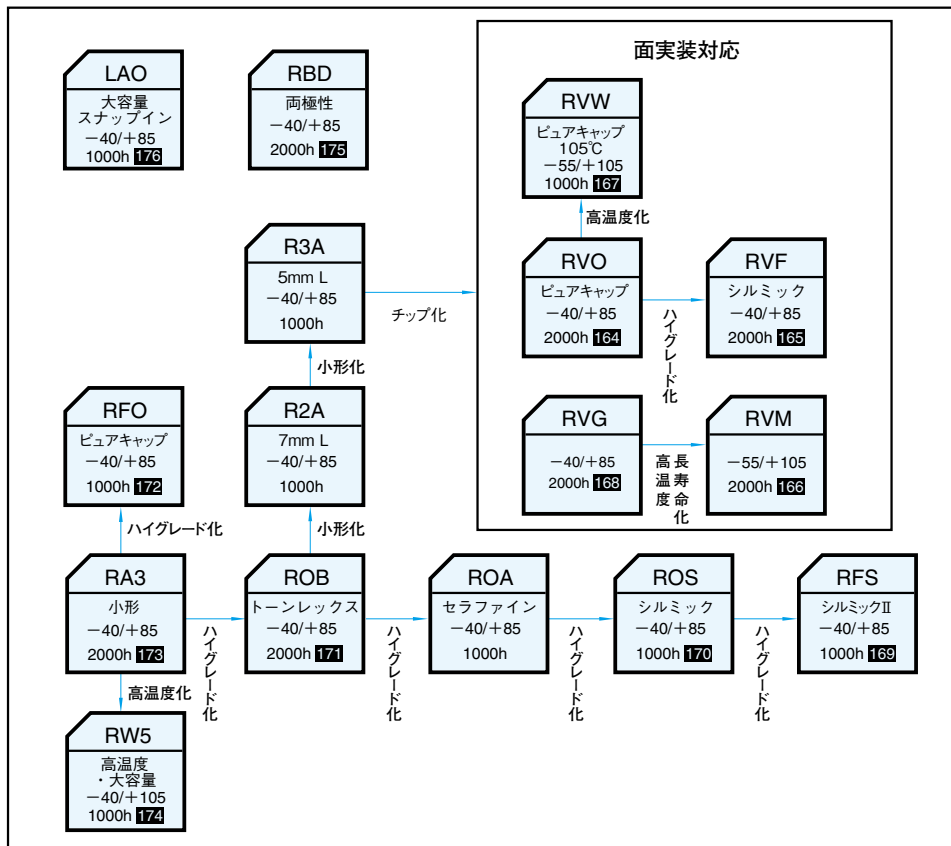 面実装対応
LAO
大容量
スナップイン
−40/+85
1000h 176
RBD
両極性
−40/+85
2000h 175
RVW
ピュアキャップ
105℃
−55/+105
1000h 167
高温度化
R3A
5mm L
−40/+85
1000h
チップ化
RVO
ピュアキャップ
−40/+85
2000h 164
ハイグレード化
RVF
シルミック
−40/+85
2000h 165
小形化
RFO
ピュアキャップ
−40/+85
1000h 172
R2A
7mm L
−40/+85
1000h
RVG
−40/+85
2000h 168
長寿命化
高温度
RVM
−55/+105
2000h 166
ハイグレード化
小形化
RA3
小形
−40/+85
2000h 173
ハイグレード化
ROB
トーンレックス
−40/+85
2000h 171
ハイグレード化
ROA
セラファイン
−40/+85
1000h
ハイグレード化
ROS
シルミック
−40/+85
1000h 170
ハイグレード化
RFS
シルミックⅡ
−40/+85
1000h 169
高温度化
RW5
高温度
・大容量
−40/+105
1000h 174